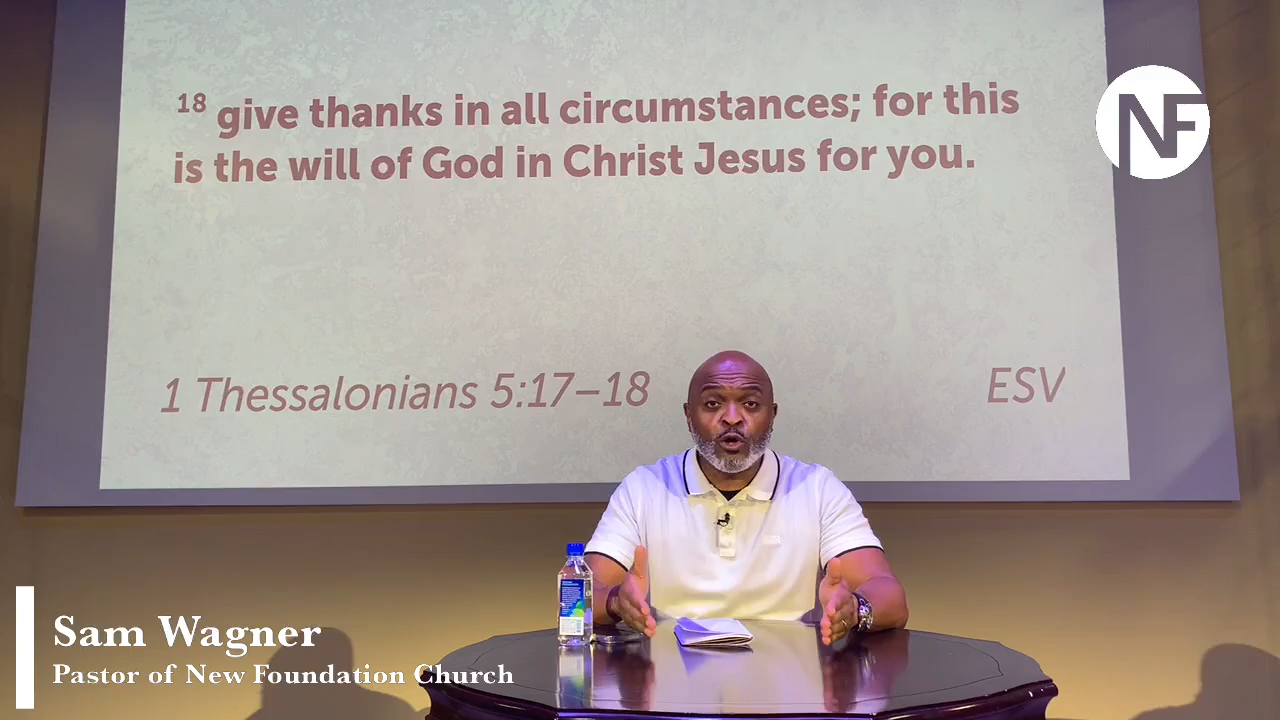 18 give thanks in all circumstances; for this
is the will of God in Christ Jesus for you.
1 Thessalonians 5:17–18 ESV
NF
Sam Wagner
Pastor of New Foundation Church